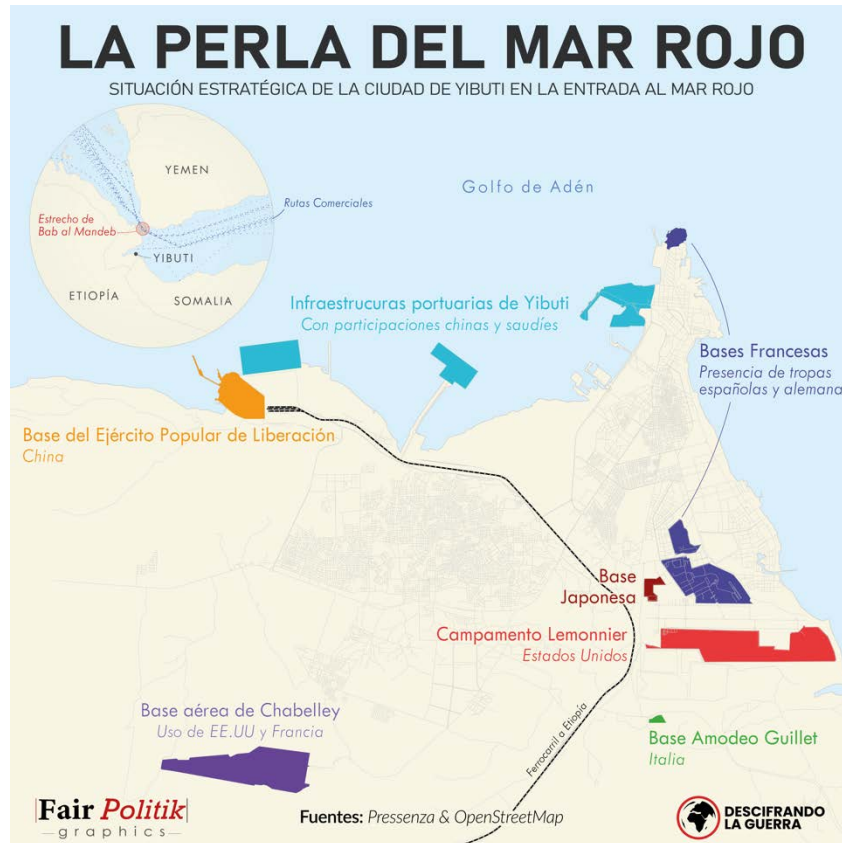 LA PERLA DEL MAR ROJO
SITUACIÓN ESTRATÉGICA DE LA CIUDAD DE YIBUTI EN LA ENTRADA AL MAR ROJO
YEMEN
Golfo de Adén
Rutas Comerciales
Estrecho de
Bab al Mandeb
YIBUTI
ETIOPÍA
SOMALIA
Infraestrucuras portuarias de Yibuti
Con participaciones chinas y saudíes
Bases Francesas
Presencia de tropas
españolas y alemana
Base del Ejército Popular de Liberación
China
Base
Japonesa
Campamento Lemonnier
Estados Unidos
Base aérea de Chabelley
Uso de EE.UU y Francia
Ferrocarril a Etiopía
Base Amodeo Guillet
Italia
Fair Politik
graphics
Fuentes: Pressenza & OpenStreetMap
DESCIFRANDO
LA GUERRA